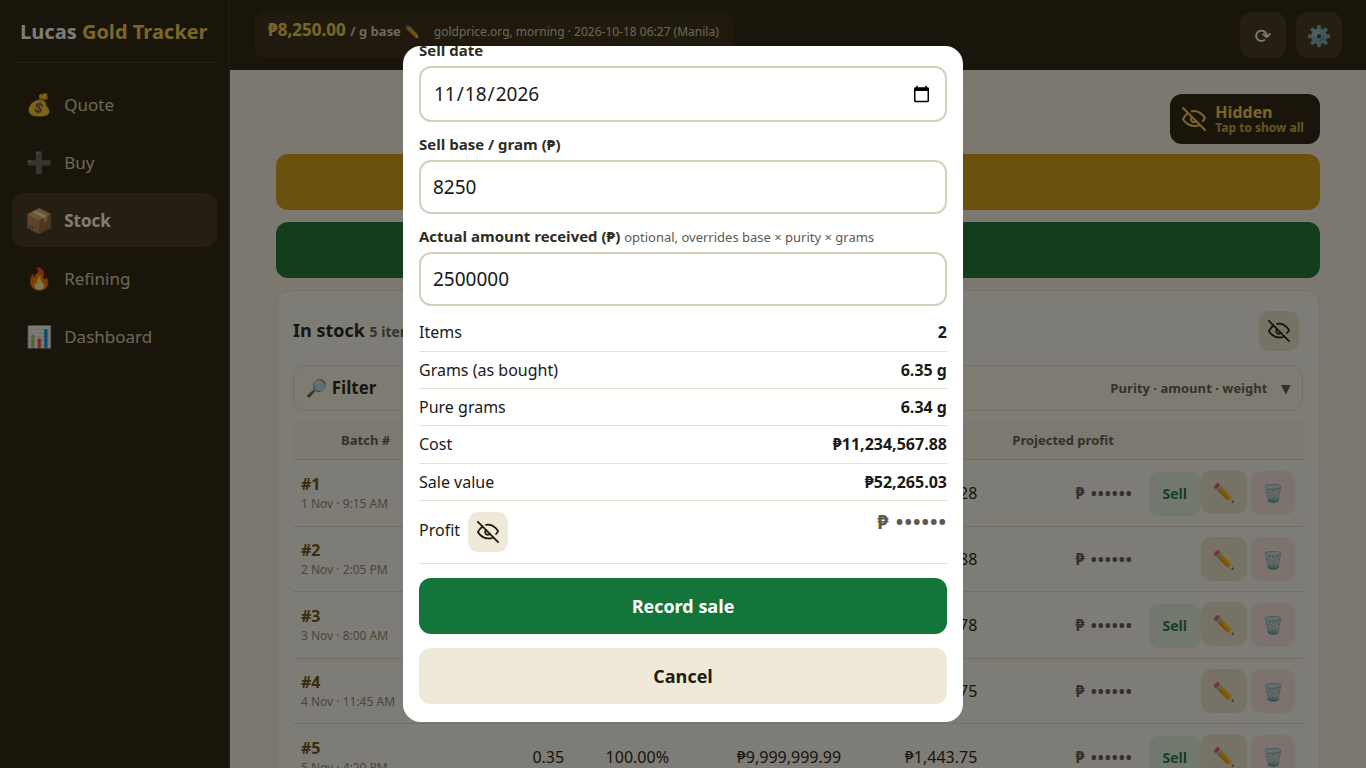 Lucas Gold Tracker
₱8,250.00 / g base
goldprice.org, morning · 2026-10-18 06:27 (Manila)
Quote
Buy
Stock
Refining
Dashboard
Hidden
Tap to show all
Sell date
11/18/2026
Sell base / gram (₱)
8250
Actual amount received (₱) optional, overrides base × purity × grams
2500000
Items 2
Grams (as bought) 6.35 g
Pure grams 6.34 g
Cost ₱11,234,567.88
Sale value ₱52,265.03
Profit ₱ ••••••
Record sale
Cancel
In stock
Filter
Purity · amount · weight ▼
Batch # Projected profit
#1
1 Nov · 9:15 AM
₱ •••••• Sell
#2
2 Nov · 2:05 PM
₱ ••••••
#3
3 Nov · 8:00 AM
₱ •••••• Sell
#4
4 Nov · 11:45 AM
₱ ••••••
#5
5 Nov · 4:20 PM
0.35 100.00% ₱9,999,999.99 ₱1,443.75 ₱ •••••• Sell